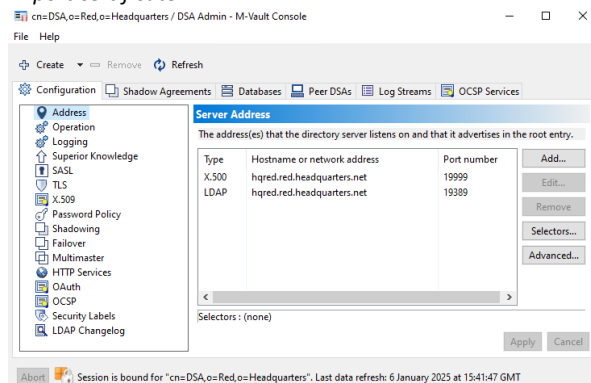 cn=DSA,o=Red,o=Headquarters / DSA Admin - M-Vault Console
File Help
Create Remove Refresh
Configuration Shadow Agreements Databases Peer DSAs Log Streams OCSP Services
Address
Operation
Logging
Superior Knowledge
SASL
TLS
X.509
Password Policy
Shadowing
Failover
Multimaster
HTTP Services
OAuth
OCSP
Security Labels
LDAP Changelog
Server Address
The address(es) that the directory server listens on and that it advertises in the root entry.
Type Hostname or network address Port number
X.500 hqred.red.headquarters.net 19999
LDAP hqred.red.headquarters.net 19389
Add...
Edit...
Remove
Selectors...
Advanced...
Selectors : (none)
Apply Cancel
Abort Session is bound for "cn=DSA,o=Red,o=Headquarters". Last data refresh: 6 January 2025 at 15:41:47 GMT